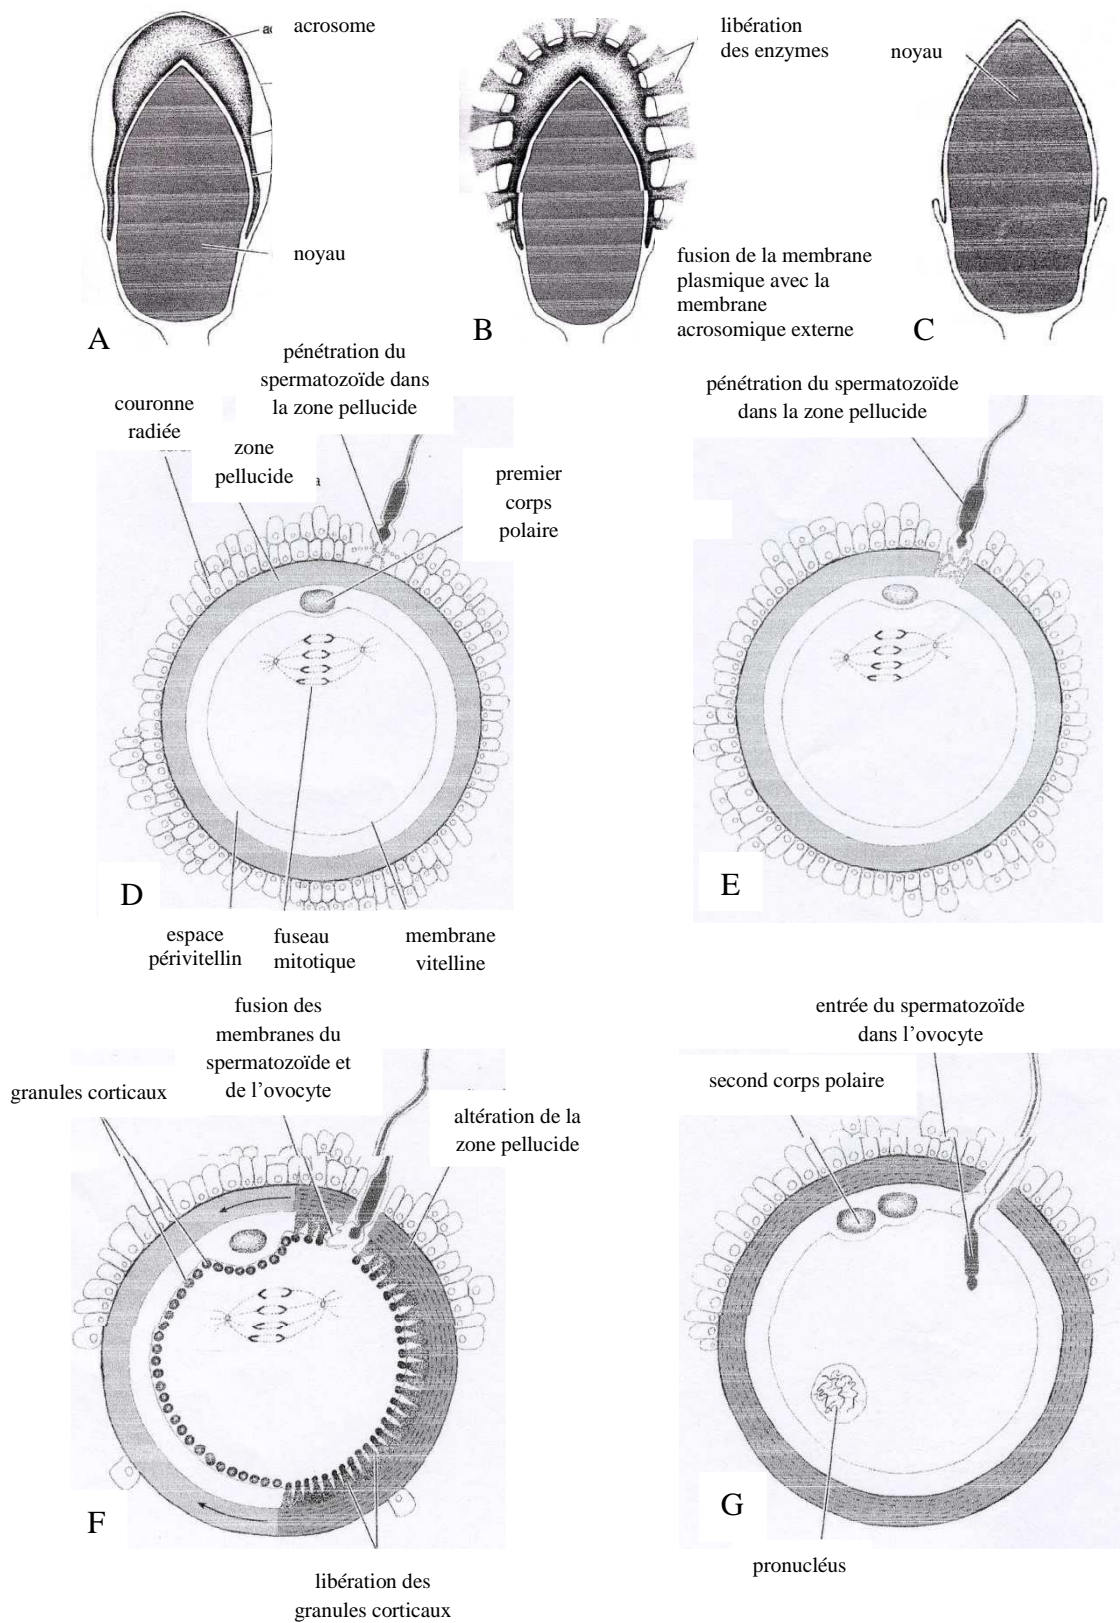 acrosome
noyau
A
libération
des enzymes
fusion de la membrane
plasmique avec la
membrane
acrosomique externe
B
noyau
C
pénétration du
spermatozoïde dans
la zone pellucide
couronne
radiée
zone
pellucide
premier
corps
polaire
D
espace
périvitellin
fuseau
mitotique
membrane
vitelline
pénétration du spermatozoïde
dans la zone pellucide
E
fusion des
membranes du
spermatozoïde et
de l’ovocyte
granules corticaux
altération de la
zone pellucide
F
libération des
granules corticaux
entrée du spermatozoïde
dans l’ovocyte
second corps polaire
G
pronucléus